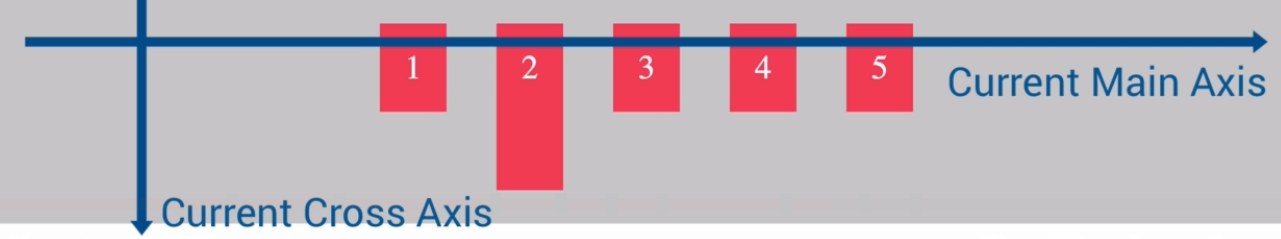 1 2 3 4 5
Current Main Axis
Current Cross Axis